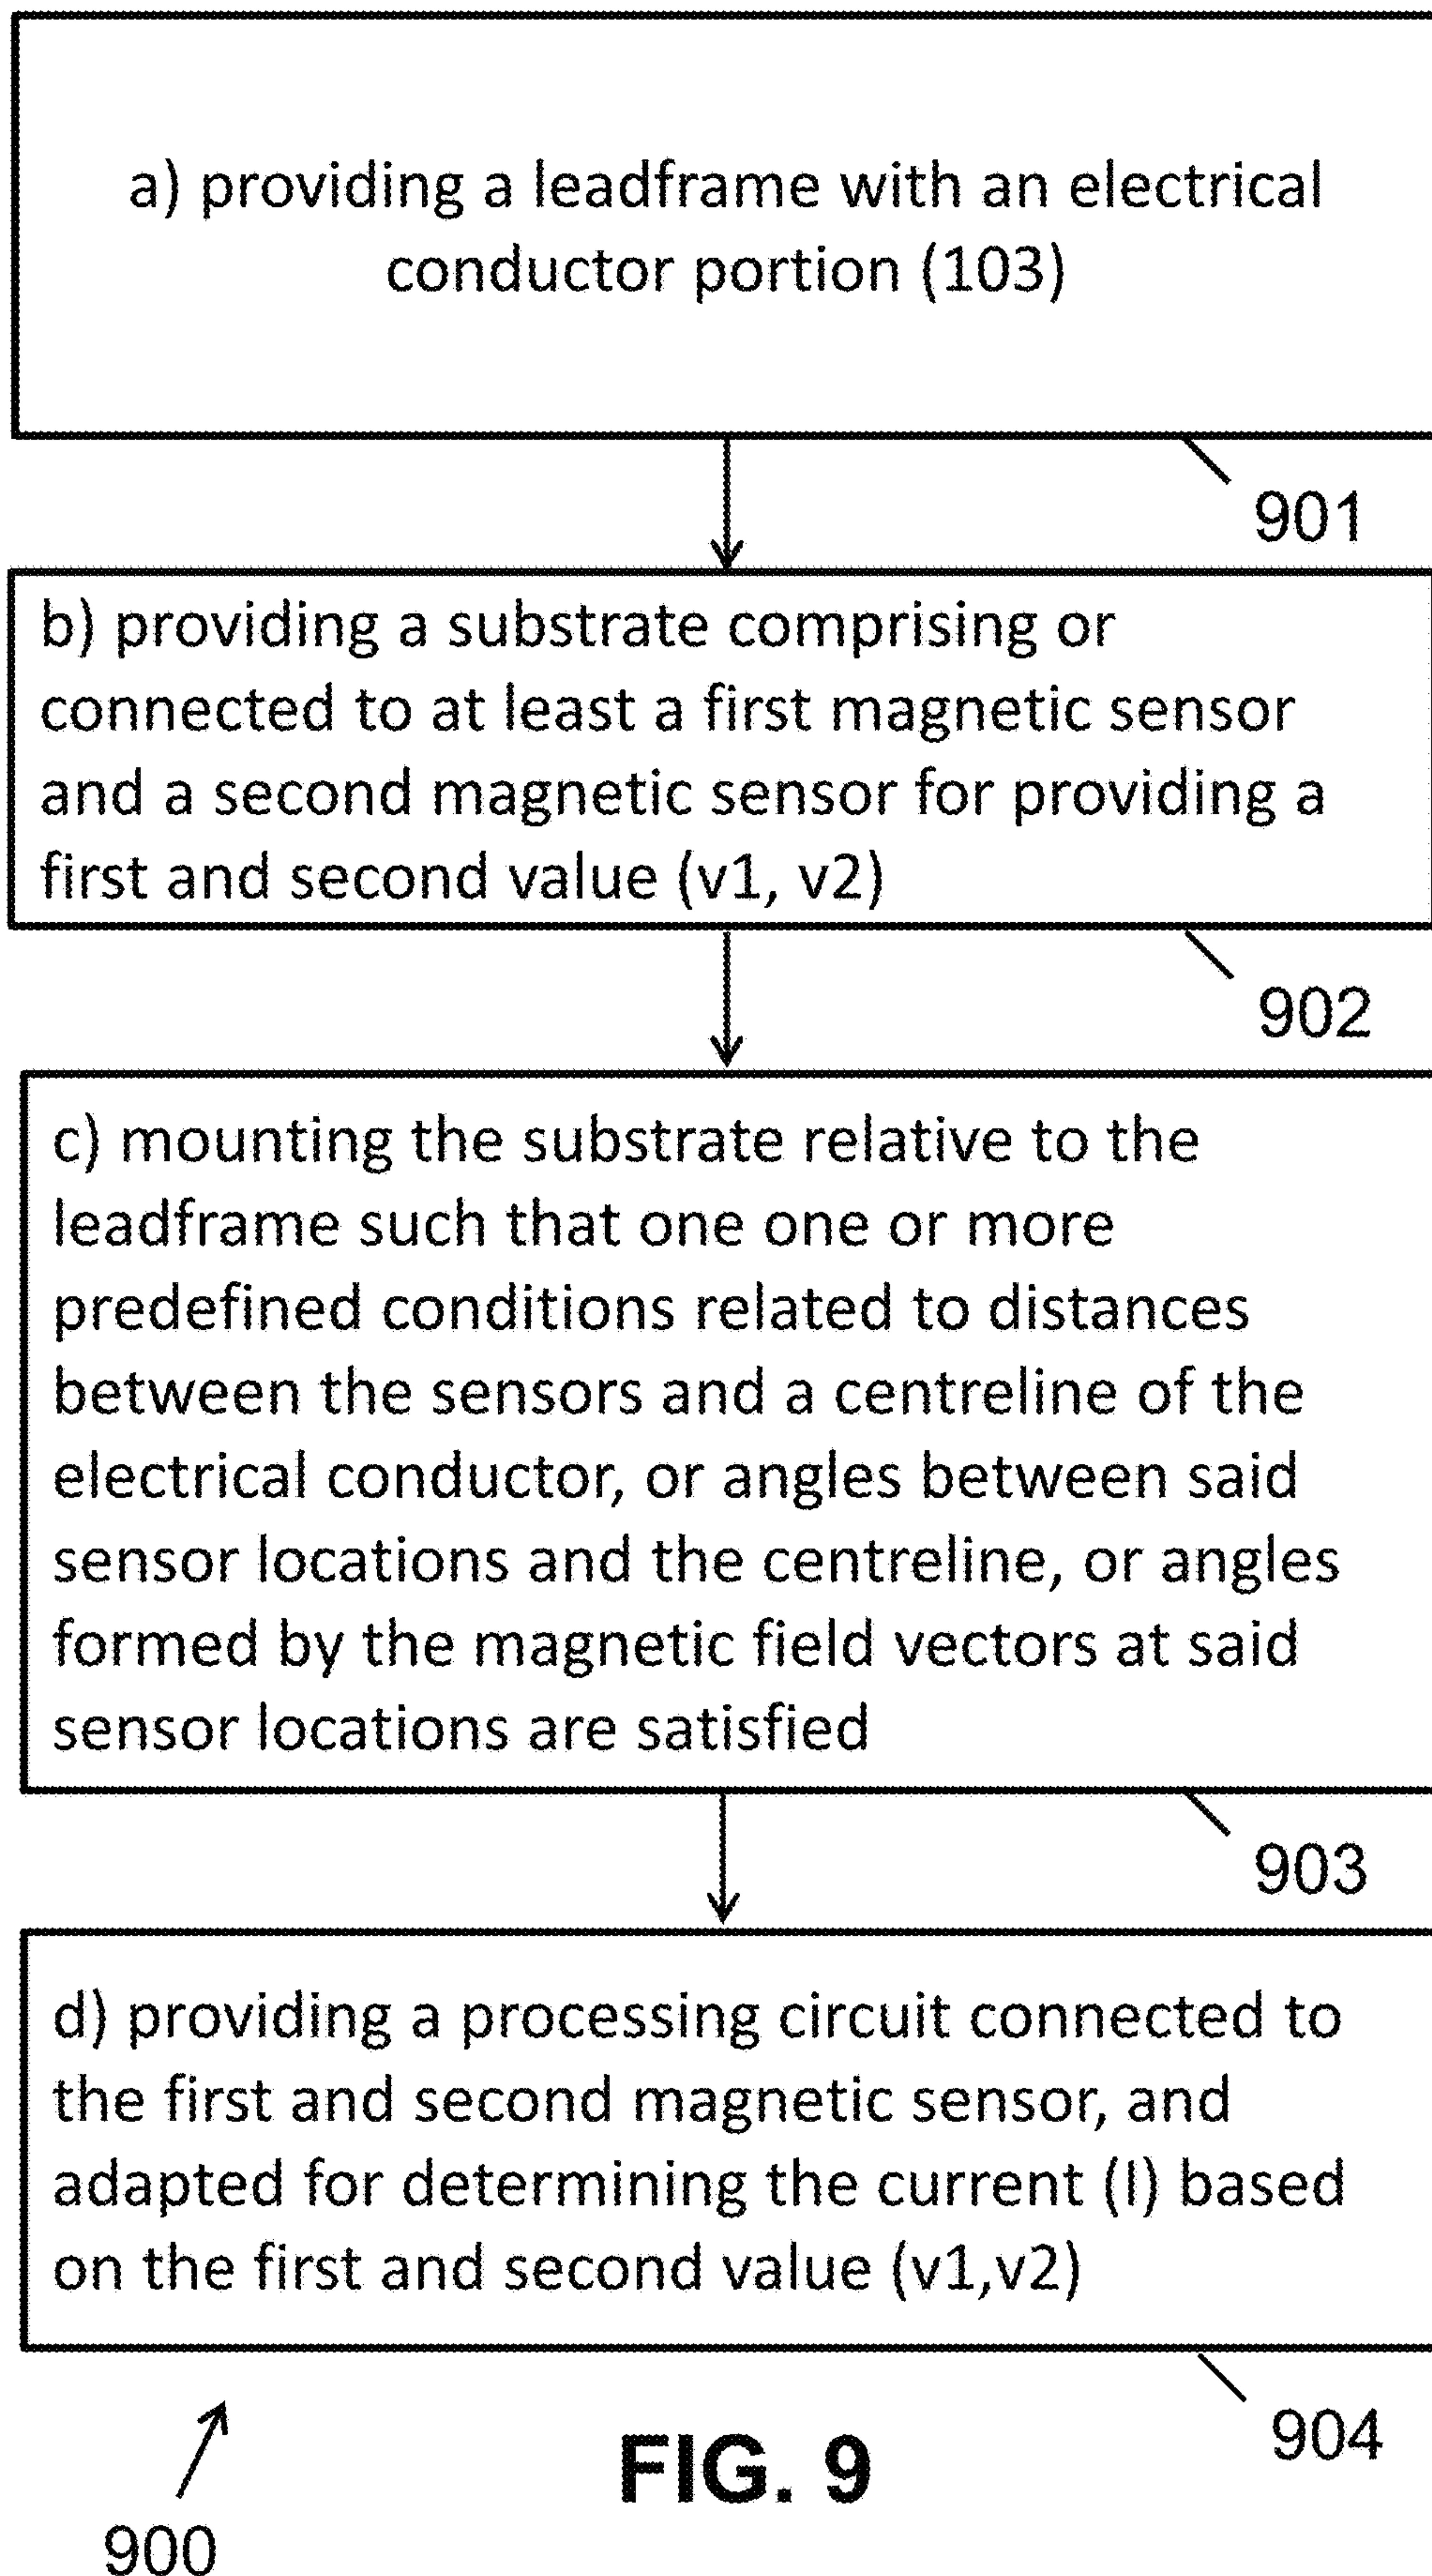 a) providing a leadframe with an electrical
conductor portion (103)
901
b) providing a substrate comprising or
connected to at least a first magnetic sensor
and a second magnetic sensor for providing a
first and second value (v1, v2)
902
c) mounting the substrate relative to the
leadframe such that one one or more
predefined conditions related to distances
between the sensors and a centreline of the
electrical conductor, or angles between said
sensor locations and the centreline, or angles
formed by the magnetic field vectors at said
sensor locations are satisfied
903
d) providing a processing circuit connected to
the first and second magnetic sensor, and
adapted for determining the current (I) based
on the first and second value (v1,v2)
904
FIG. 9
900